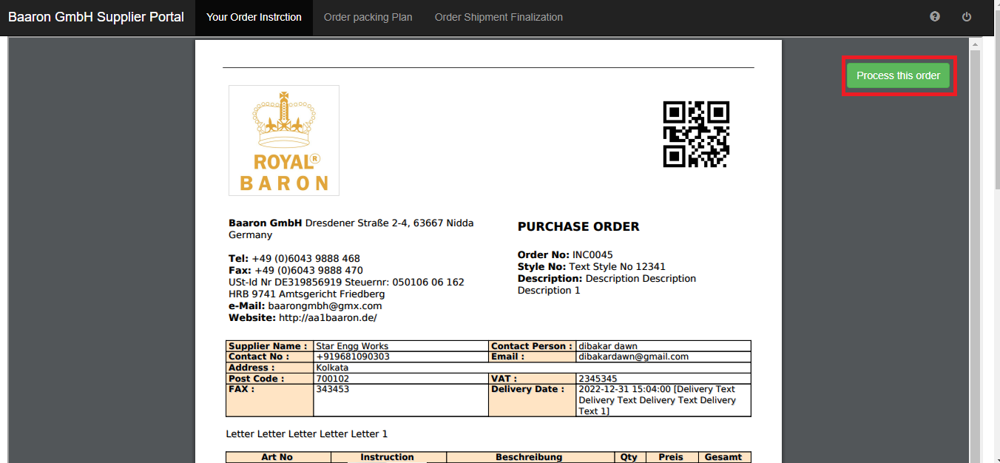 Baaron GmbH Supplier Portal
Your Order Instrction
Order packing Plan
Order Shipment Finalization
Process this order
ROYAL®
BARON
Baaron GmbH Dresdener Straße 2-4, 63667 Nidda
Germany
Tel: +49 (0)6043 9888 468
Fax: +49 (0)6043 9888 470
USt-Id Nr DE319856919 Steuernr: 050106 06 162
HRB 9741 Amtsgericht Friedberg
e-Mail: baarongmbh@gmx.com
Website: http://aa1baaron.de/
PURCHASE ORDER
Order No: INC0045
Style No: Text Style No 12341
Description: Description Description
Description 1
Supplier Name : Star Engg Works Contact Person : dibakar dawn
Contact No : +919681090303 Email : dibakardawn@gmail.com
Address : Kolkata
Post Code : 700102 VAT : 2345345
FAX : 343453 Delivery Date : 2022-12-31 15:04:00 [Delivery Text
Delivery Text Delivery Text Delivery
Text 1]
Letter Letter Letter Letter Letter 1
Art No Instruction Beschreibung Qty Preis Gesamt